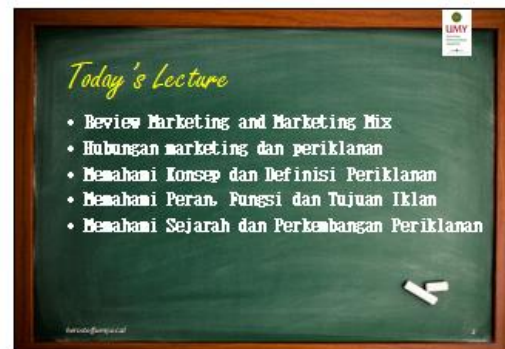 UMY
Today's Lecture
• Review Marketing and Marketing Mix
• Hubungan marketing dan periklanan
• Memahami Konsep dan Definisi Periklanan
• Memahami Peran, Fungsi dan Tujuan Iklan
• Memahami Sejarah dan Perkembangan Periklanan